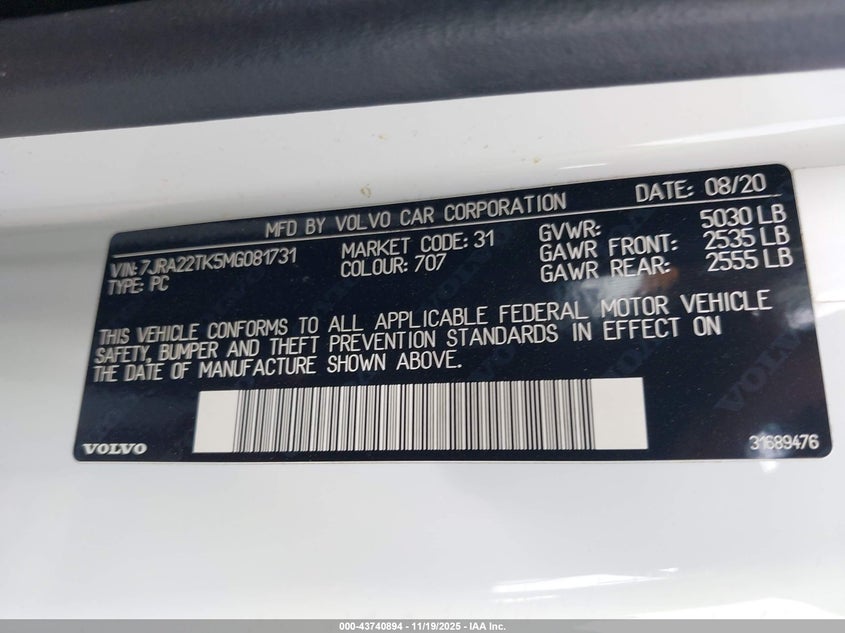 MFD BY VOLVO CAR CORPORATION DATE: 08/20
VIN: 7JRA22TK5MG081731 MARKET CODE: 31 GVWR: 5030 LB
TYPE: PC COLOUR: 707 GAWR FRONT: 2535 LB
GAWR REAR: 2555 LB
THIS VEHICLE CONFORMS TO ALL APPLICABLE FEDERAL MOTOR VEHICLE
SAFETY, BUMPER AND THEFT PREVENTION STANDARDS IN EFFECT ON
THE DATE OF MANUFACTURE SHOWN ABOVE.
VOLVO
VOLVO 31689476
000-43740894 — 11/19/2025 — IAA Inc.